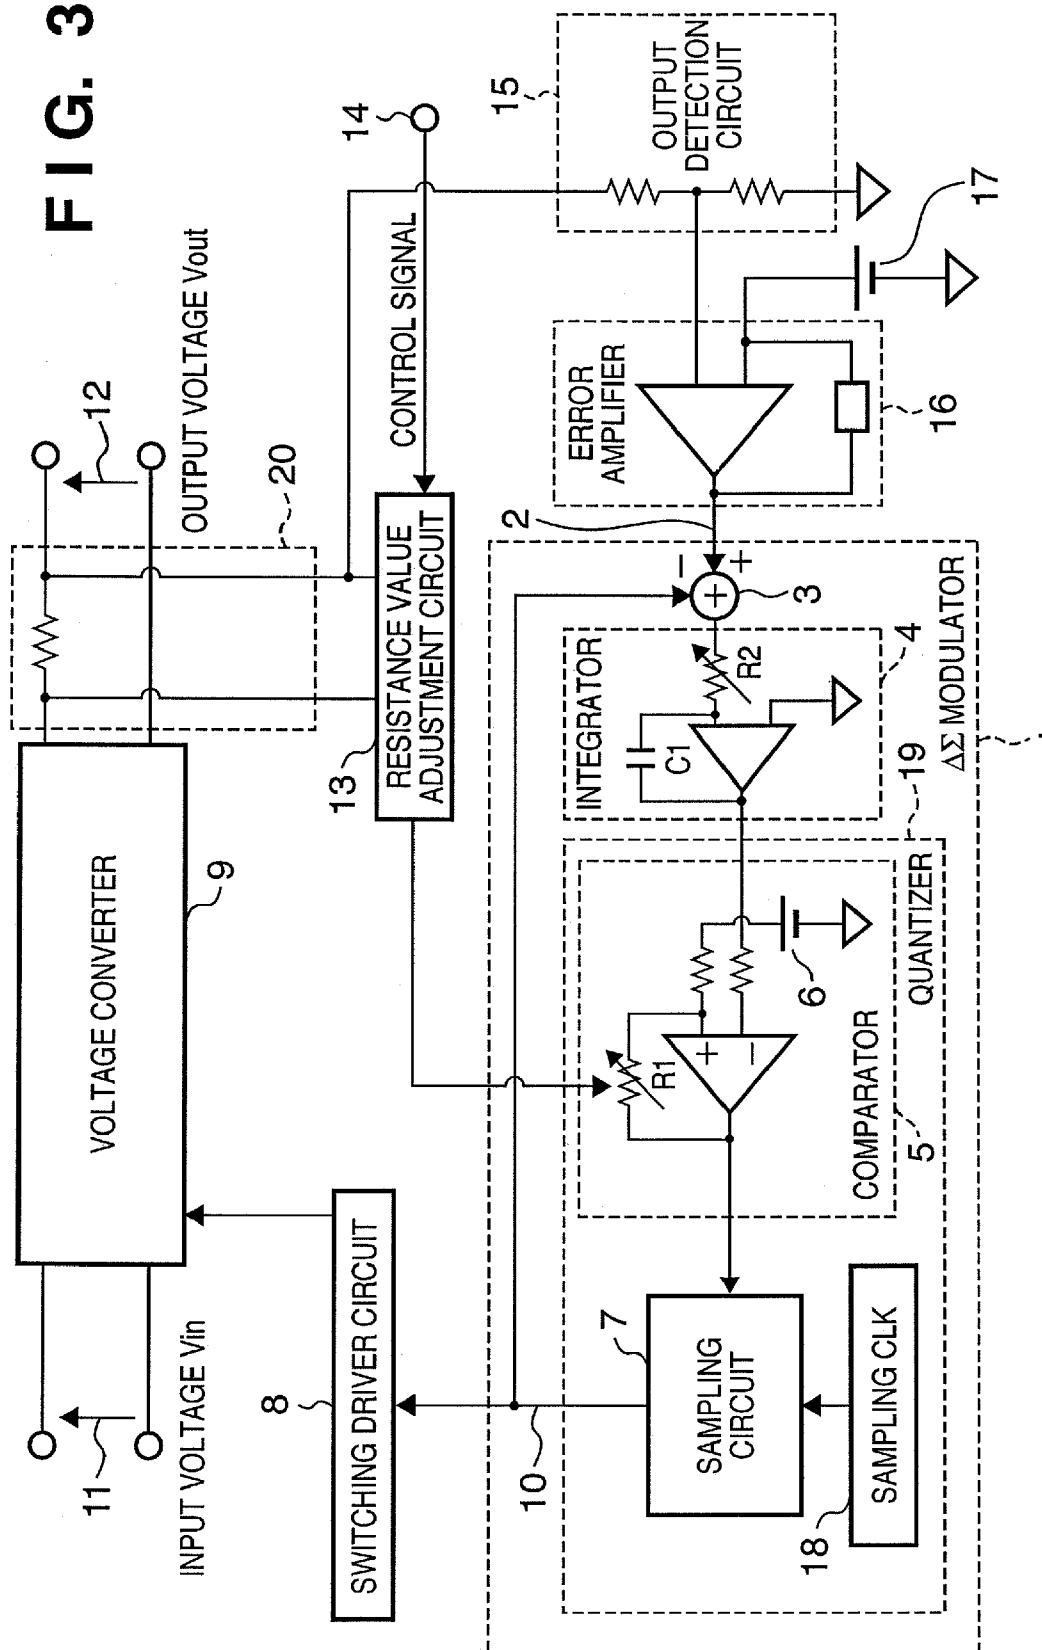 FIG. 3
INPUT VOLTAGE Vin
11
VOLTAGE CONVERTER
9
OUTPUT VOLTAGE Vout
12
20
SWITCHING DRIVER CIRCUIT
8
RESISTANCE VALUE
ADJUSTMENT CIRCUIT
13
CONTROL SIGNAL
14
10
2
15
OUTPUT
DETECTION
CIRCUIT
ERROR
AMPLIFIER
16
17
3
−
+
+
INTEGRATOR
C1
R2
4
ΔΣ MODULATOR
19
QUANTIZER
COMPARATOR
5
R1
+
−
6
7
SAMPLING
CIRCUIT
18
SAMPLING CLK